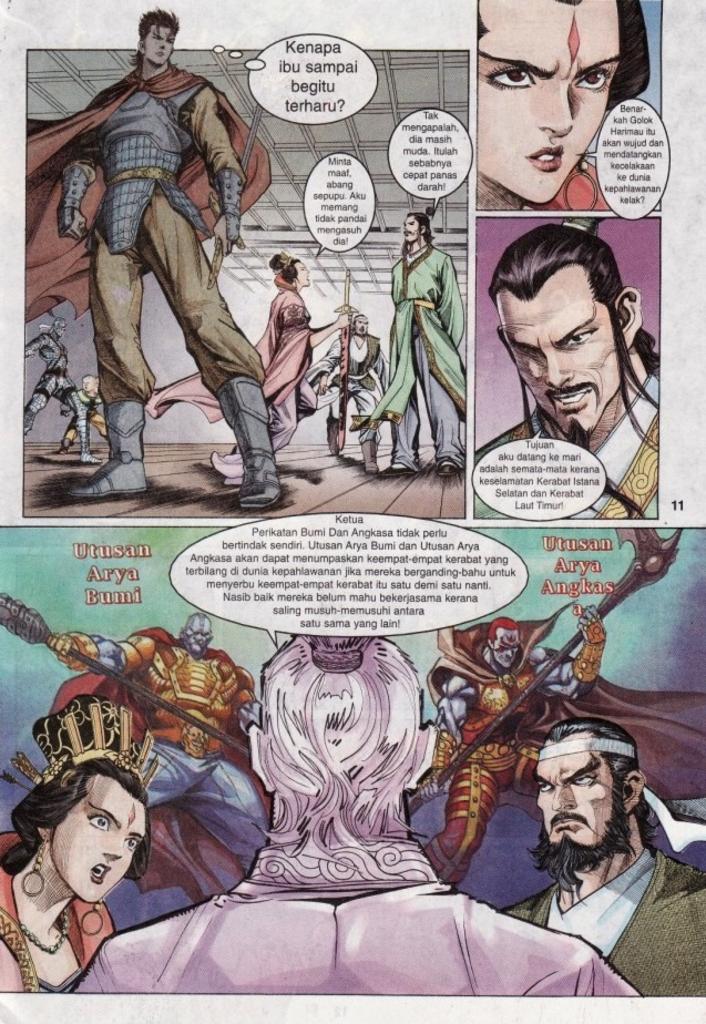 Kenapa
ibu sampai
begitu
terharu?
Minta
maaf,
abang
sepupu. Aku
memang
tidak pandai
mengasuh
dia!
Tak
mengapalah,
dia masih
muda. Itulah
sebabnya
cepat panas
darah!
Benar-
kah Golok
Harimau itu
akan wujud dan
mendatangkan
kecelakaan
ke dunia
kepahlawanan
kelak?
Tujuan
aku datang ke mari
adalah semata-mata kerana
keselamatan Kerabat Istana
Selatan dan Kerabat
Laut Timur!
11
Ketua
Perikatan Bumi Dan Angkasa tidak perlu
bertindak sendiri. Utusan Arya Bumi dan Utusan Arya
Angkasa akan dapat menumpaskan keempat-empat kerabat yang
terbilang di dunia kepahlawanan jika mereka berganding-bahu untuk
menyerbu keempat-empat kerabat itu satu demi satu nanti.
Nasib baik mereka belum mahu bekerjasama kerana
saling musuh-memusuhi antara
satu sama yang lain!
Utusan
Arya
Bumi
Utusan
Arya
Angkas
a